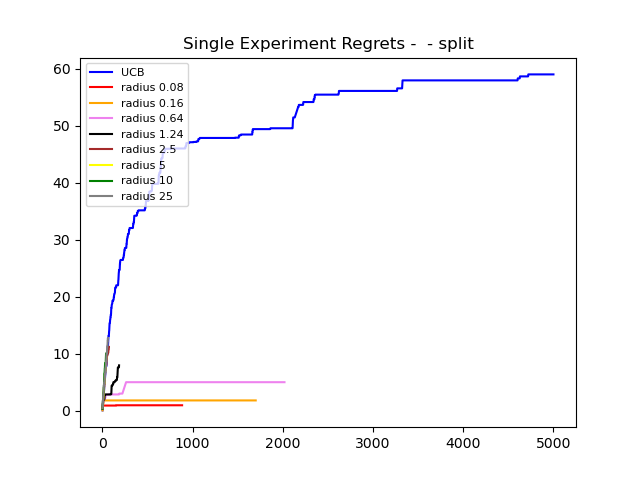 Single Experiment Regrets -  - split
UCB
radius 0.08
radius 0.16
radius 0.64
radius 1.24
radius 2.5
radius 5
radius 10
radius 25
60
50
40
30
20
10
0
0 1000 2000 3000 4000 5000